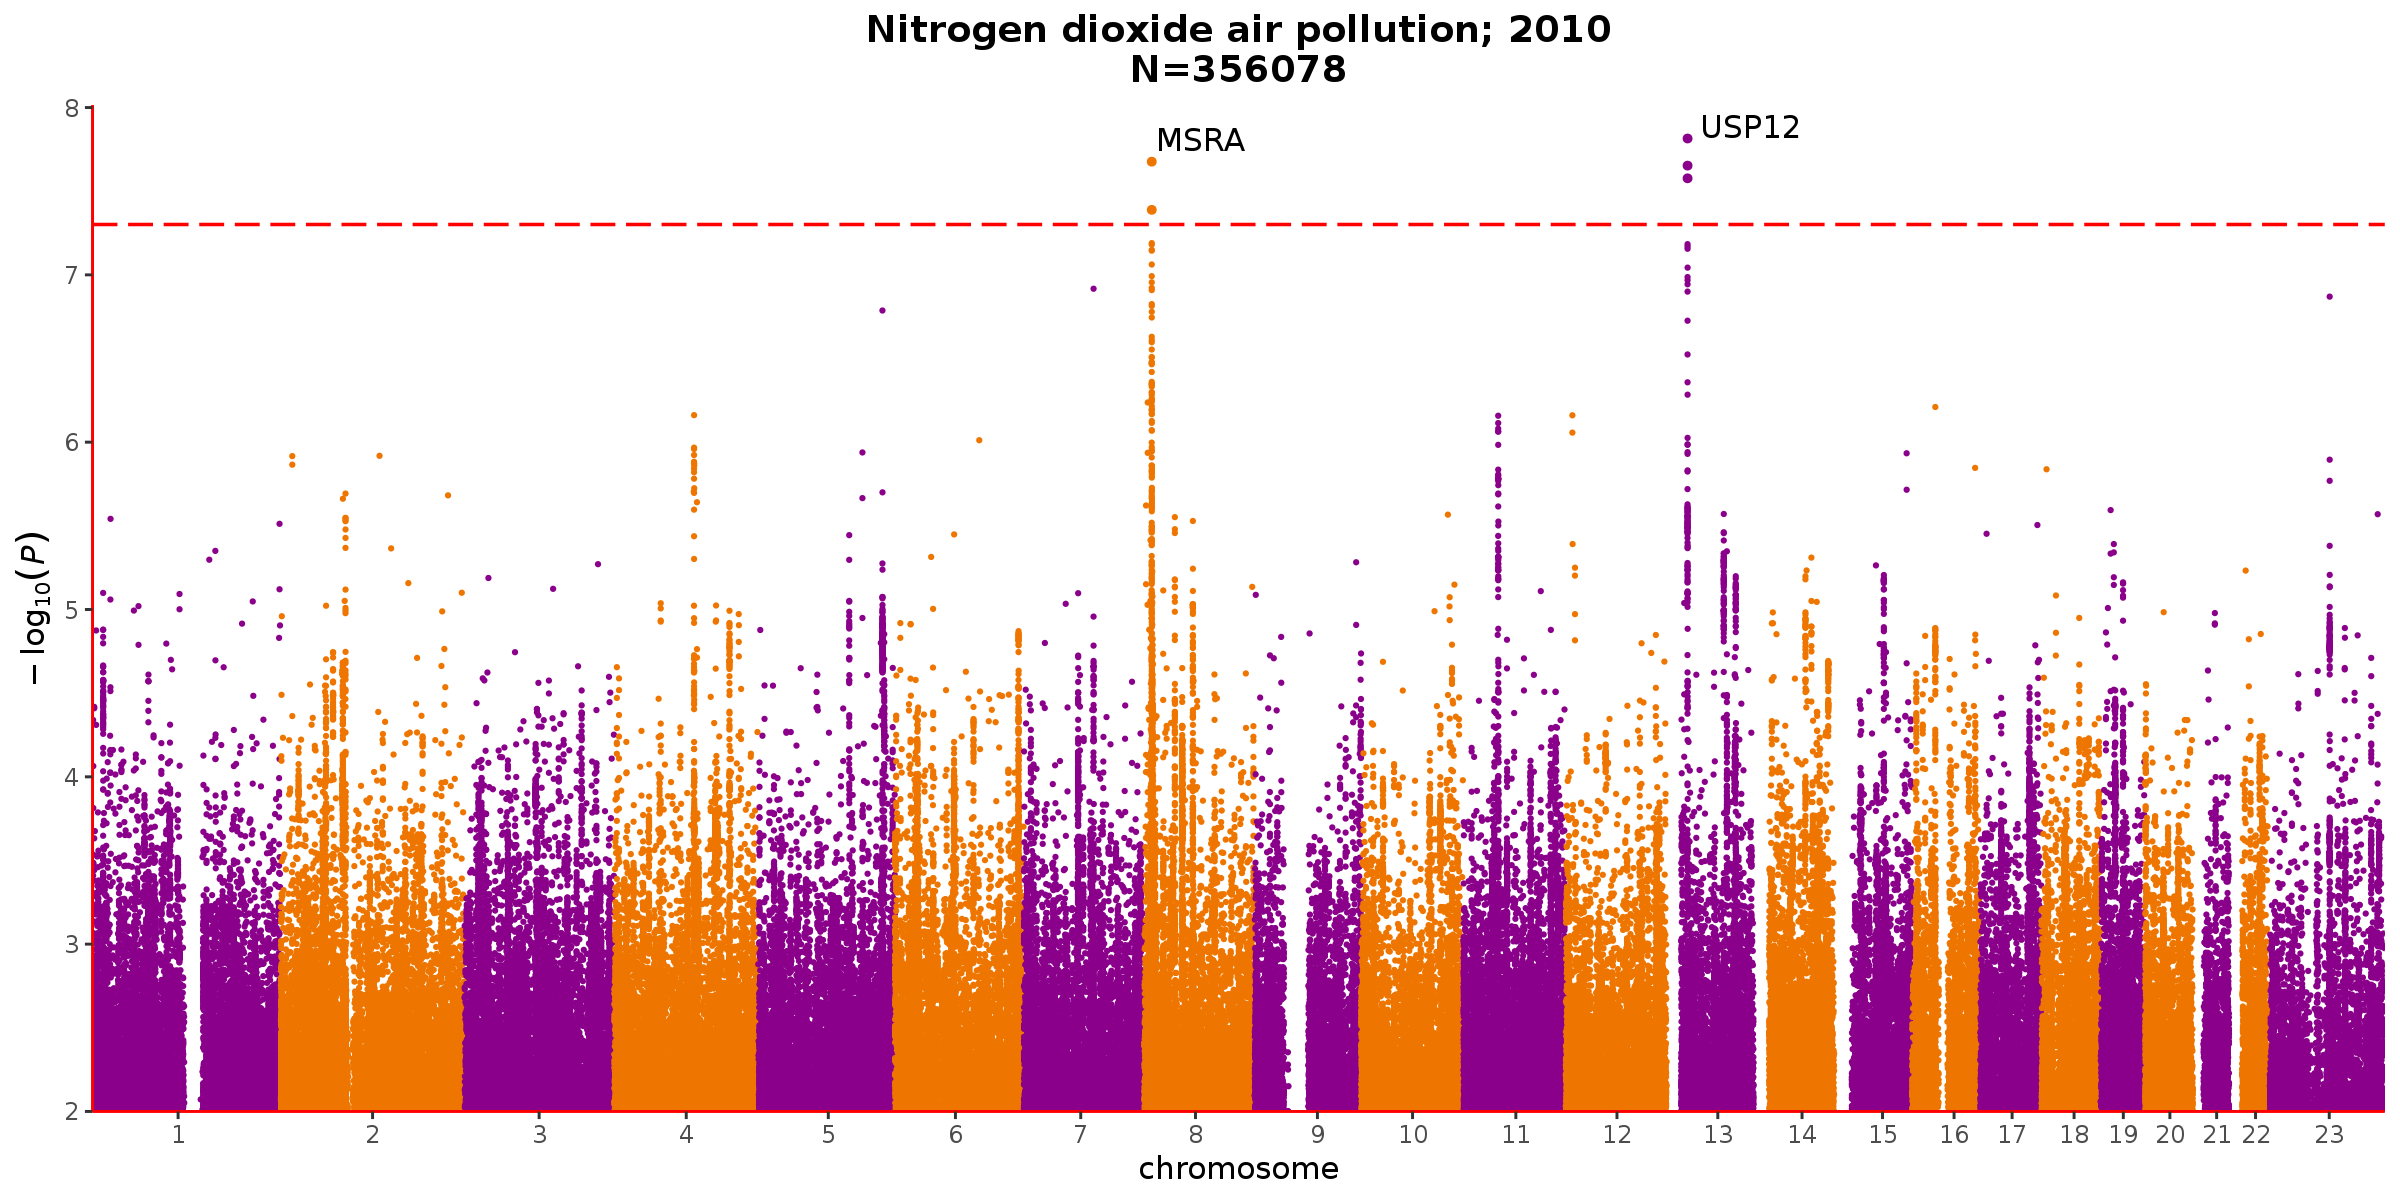 Nitrogen dioxide air pollution; 2010
N=356078
8
MSRA
USP12
7
6
5
4
3
2
−log10(P)
1 2 3 4 5 6 7 8 9 10 11 12 13 14 15 16 17 18 19 20 21 22 23
chromosome